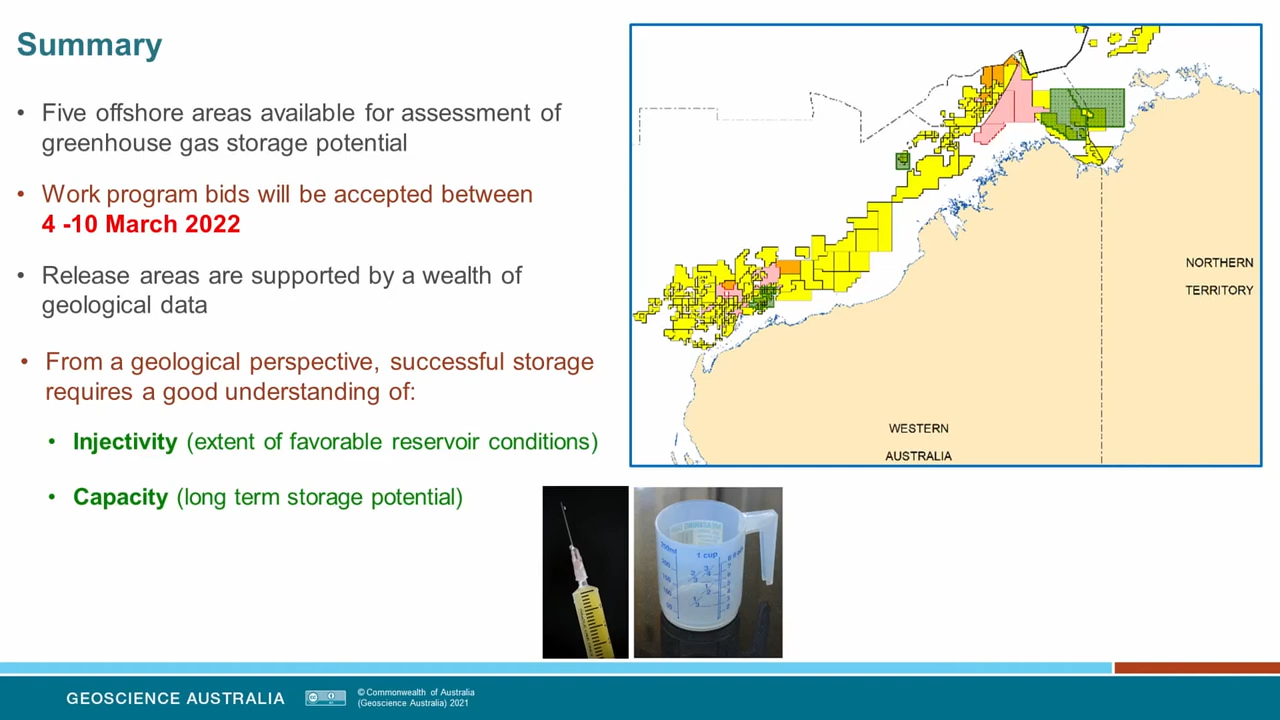 Summary
• Five offshore areas available for assessment of
greenhouse gas storage potential
• Work program bids will be accepted between
4 -10 March 2022
• Release areas are supported by a wealth of
geological data
• From a geological perspective, successful storage
requires a good understanding of:
• Injectivity (extent of favorable reservoir conditions)
• Capacity (long term storage potential)
NORTHERN
TERRITORY
WESTERN
AUSTRALIA
1 cup
GEOSCIENCE AUSTRALIA
© Commonwealth of Australia
(Geoscience Australia) 2021